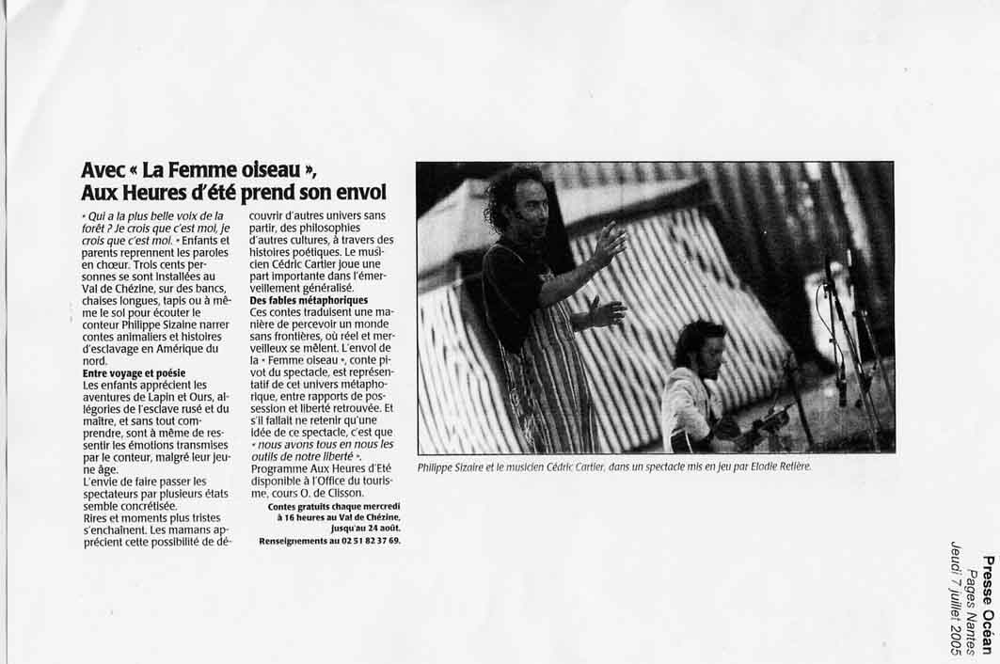 Avec « La Femme oiseau »,
Aux Heures d'été prend son envol
« Qui a la plus belle voix de la
forêt ? Je crois que c'est moi, je
crois que c'est moi. » Enfants et
parents reprennent les paroles
en chœur. Trois cents per-
sonnes se sont installées au
Val de Chézine, sur des bancs,
chaises longues, tapis ou à mê-
me le sol pour écouter le
conteur Philippe Sizaine narrer
contes animaliers et histoires
d'esclavage en Amérique du
nord.
Entre voyage et poésie
Les enfants apprécient les
aventures de Lapin et Ours, al-
légories de l'esclave rusé et du
maître, et sans tout com-
prendre, sont à même de res-
sentir les émotions transmises
par le conteur, malgré leur jeu-
ne âge.
L'envie de faire passer les
spectateurs par plusieurs états
semble concrétisée.
Rires et moments plus tristes
s'enchaînent. Les mamans ap-
précient cette possibilité de dé-
couvrir d'autres univers sans
partir, des philosophies
d'autres cultures, à travers des
histoires poétiques. Le musi-
cien Cédric Cartier joue une
part importante dans l'émer-
veillement généralisé.
Des fables métaphoriques
Ces contes traduisent une ma-
nière de percevoir un monde
sans frontières, où réel et mer-
veilleux se mêlent. L'envol de
la « Femme oiseau », conte pi-
vot du spectacle, est représen-
tatif de cet univers métapho-
rique, entre rapports de pos-
session et liberté retrouvée. Et
s'il fallait ne retenir qu'une
idée de ce spectacle, c'est que
« nous avons tous en nous les
outils de notre liberté ».
Programme Aux Heures d'Eté
disponible à l'Office du touris-
me, cours O. de Clisson.
Contes gratuits chaque mercredi
à 16 heures au Val de Chézine,
jusqu'au 24 août.
Renseignements au 02 51 82 37 69.
Philippe Sizaire et le musicien Cédric Cartier, dans un spectacle mis en jeu par Elodie Retière.
Presse Océan
Pages Nantes
Jeudi 7 juillet 2005